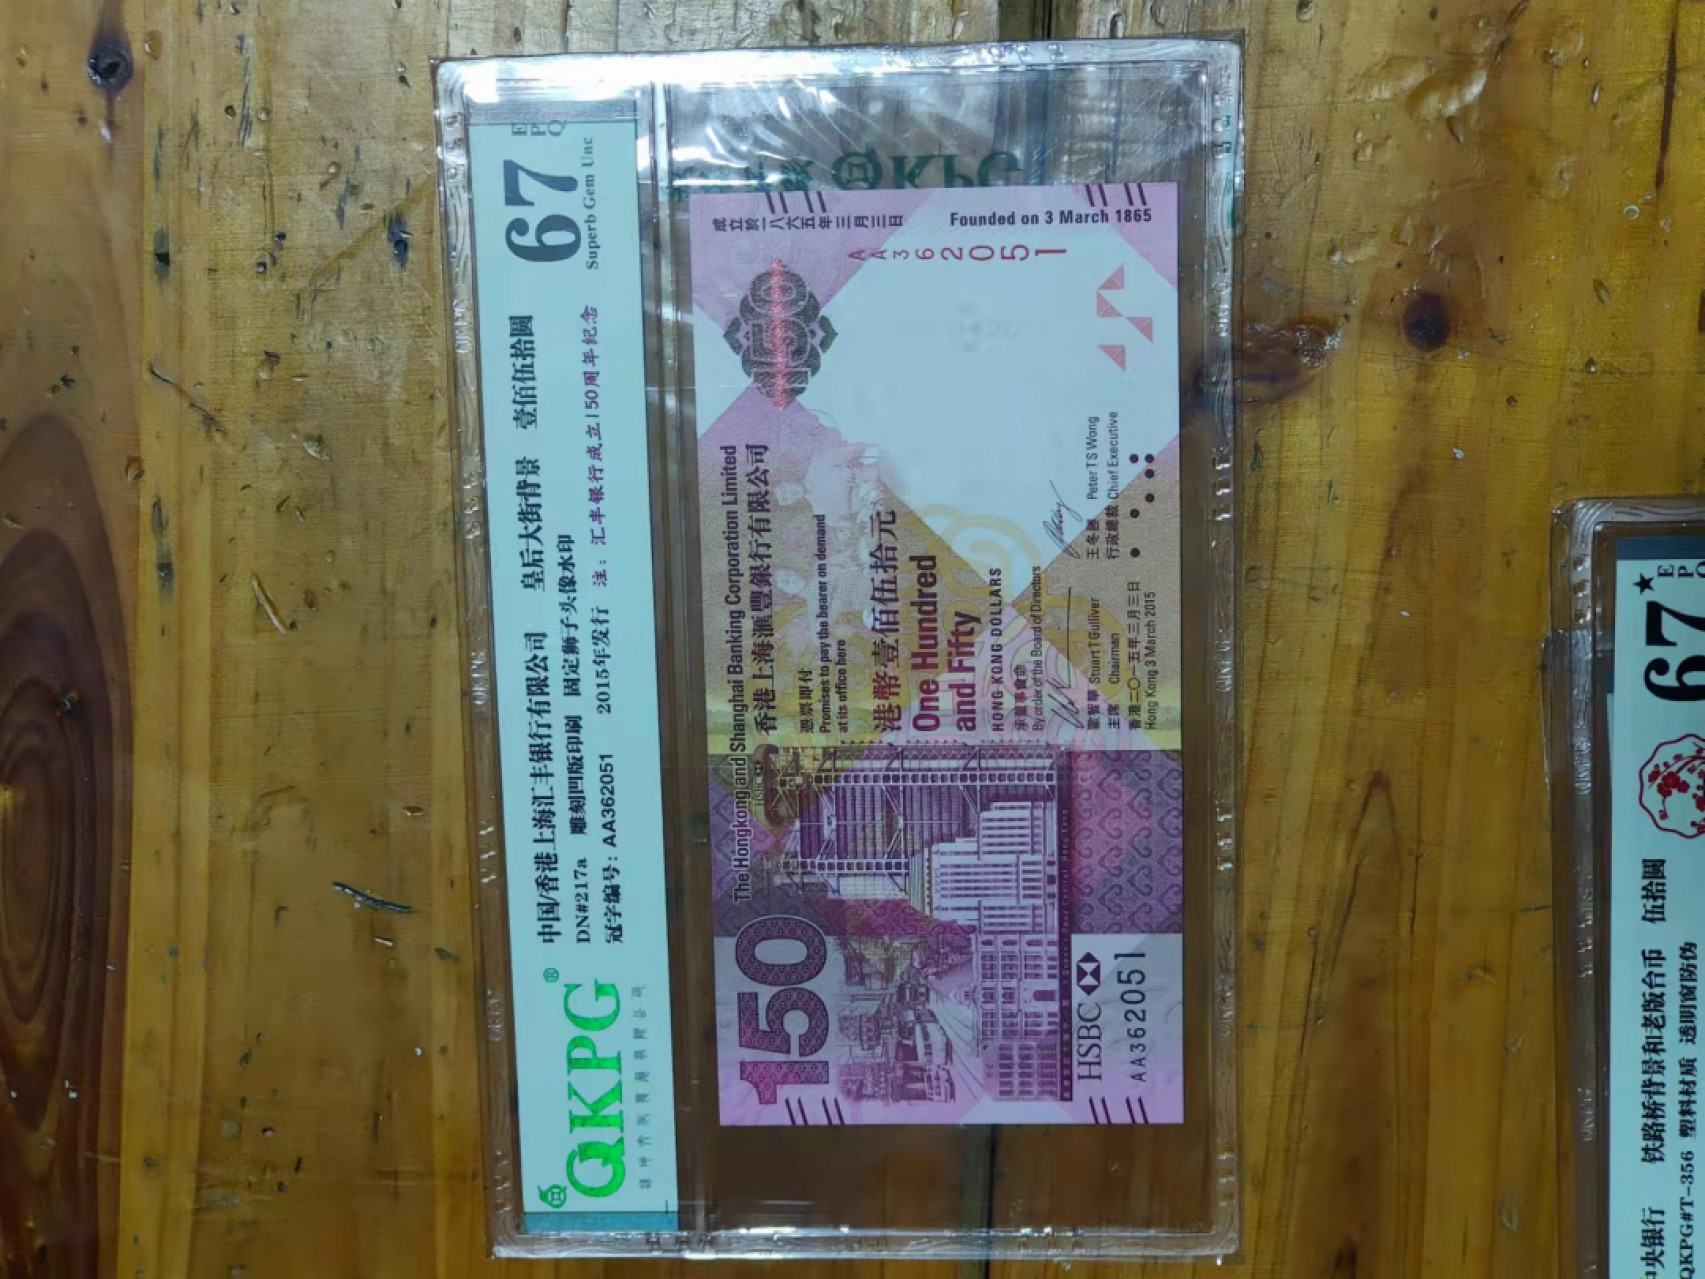 中国/香港上海汇丰银行有限公司 皇后大街背景 壹佰伍拾圆
DN#217a 雕刻凹版印刷 固定狮子头像水印
冠字编号: AA362051 2015年发行 注：汇丰银行成立150周年纪念
67
EPQ
Superb Gem Unc
QKPG®
QKPG
成立於一八六五年三月三日
Founded on 3 March 1865
AA362051
150
The Hongkong and Shanghai Banking Corporation Limited
香港上海滙豐銀行有限公司
憑票即付
Promises to pay the bearer on demand
at its office here
港幣壹佰伍拾元
One Hundred
and Fifty
HONG KONG DOLLARS
承董事會命
By order of the Board of Directors
歐智華 Stuart T Gulliver
主席 Chairman
王冬勝 Peter T S Wong
行政總裁 Chief Executive
香港二〇一五年三月三日
Hong Kong 3 March 2015
150
HSBC
AA362051
★
EPQ
67
中央银行 铁路桥背景和老版台币 伍拾圆
QKPG#T-356 塑料材质 透明窗防伪